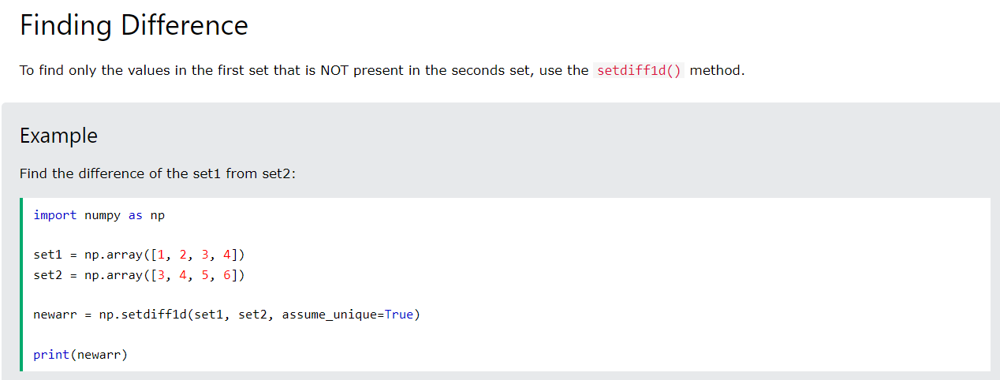 Finding Difference
To find only the values in the first set that is NOT present in the seconds set, use the setdiff1d() method.
Example
Find the difference of the set1 from set2:
import numpy as np
set1 = np.array([1, 2, 3, 4])
set2 = np.array([3, 4, 5, 6])
newarr = np.setdiff1d(set1, set2, assume_unique=True)
print(newarr)